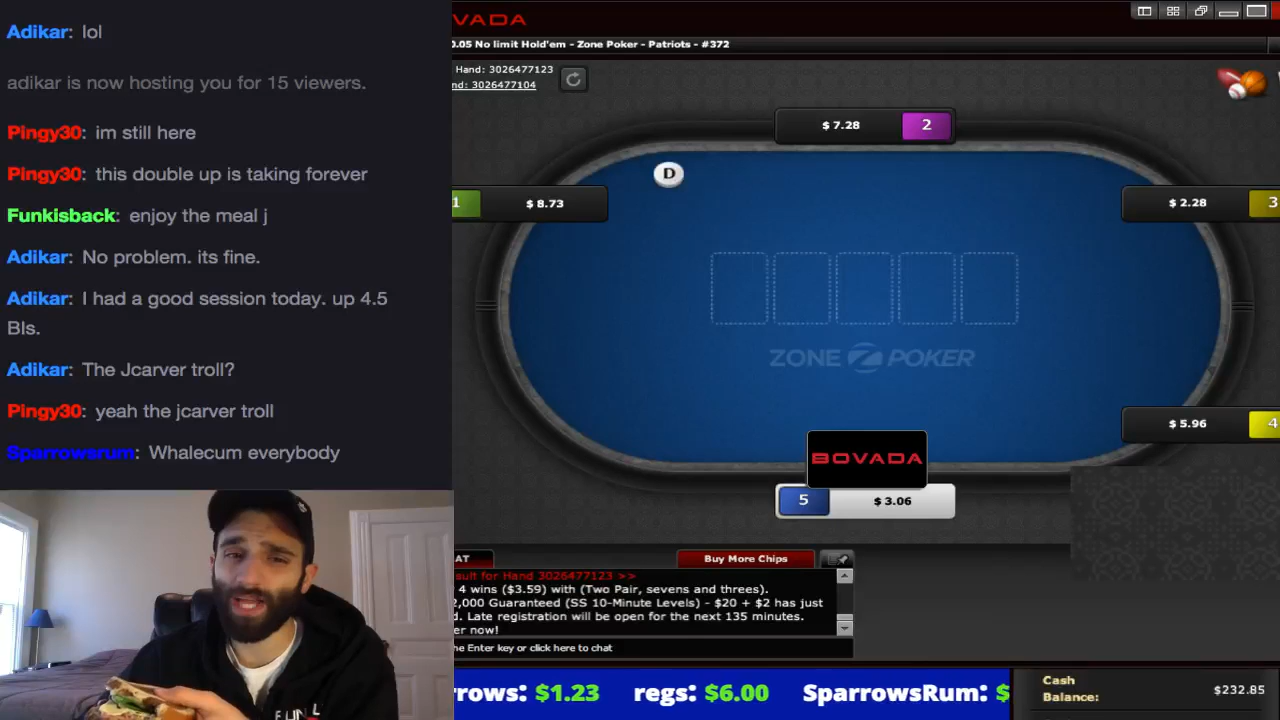 Adikar: lol
adikar is now hosting you for 15 viewers.
Pingy30: im still here
Pingy30: this double up is taking forever
Funkisback: enjoy the meal j
Adikar: No problem. its fine.
Adikar: I had a good session today. up 4.5
Bls.
Adikar: The Jcarver troll?
Pingy30: yeah the jcarver troll
Sparrowsrum: Whalecum everybody
OVADA
0.05 No limit Hold'em - Zone Poker - Patriots - #372
Hand: 3026477123
nd: 3026477104
$ 7.28 2
D
1 $ 8.73
$ 2.28 3
ZONE Z POKER
$ 5.96 4
BOVADA
5 $ 3.06
AT
Buy More Chips
sult for Hand 3026477123 >>
4 wins ($3.59) with (Two Pair, sevens and threes).
2,000 Guaranteed (SS 10-Minute Levels) - $20 + $2 has just
d. Late registration will be open for the next 135 minutes.
er now!
he Enter key or click here to chat
rrows: $1.23 regs: $6.00 SparrowsRum: $
Cash
Balance: $232.85